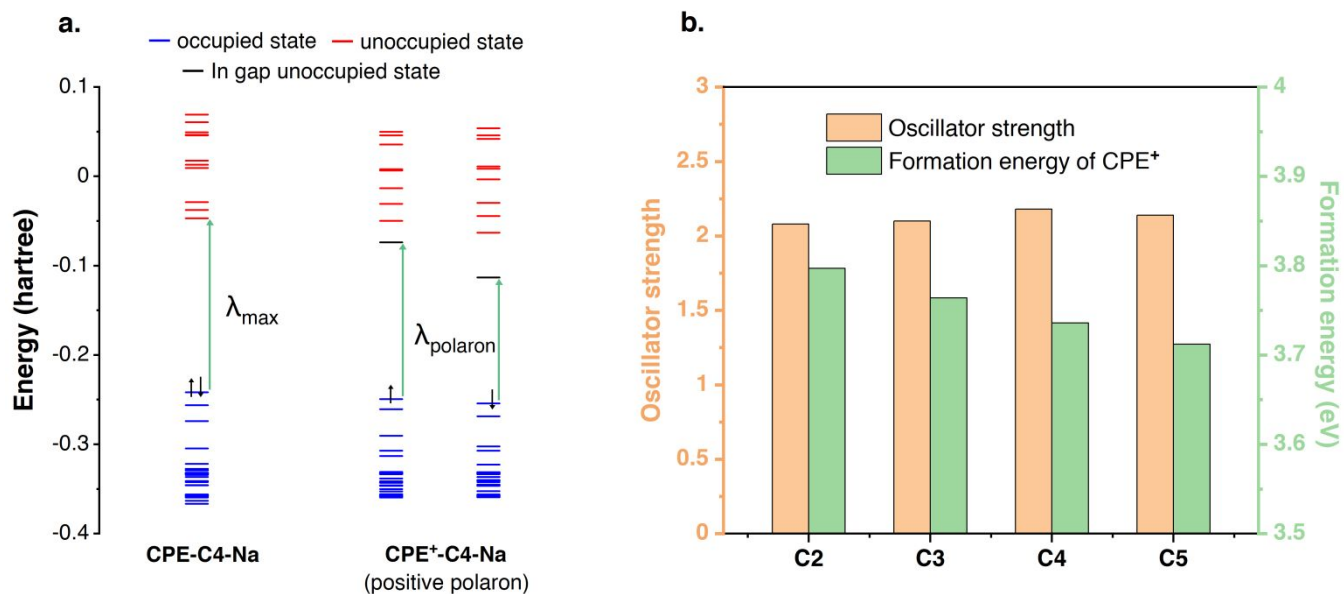 a.
occupied state unoccupied state
In gap unoccupied state
Energy (hartree)
0.1
0
-0.1
-0.2
-0.3
-0.4
λmax
λpolaron
CPE-C4-Na
CPE⁺-C4-Na
(positive polaron)
b.
Oscillator strength
Formation energy of CPE⁺
Oscillator strength
3
2.5
2
1.5
1
0.5
0
4
3.9
3.8
3.7
3.6
3.5
Formation energy (eV)
C2 C3 C4 C5